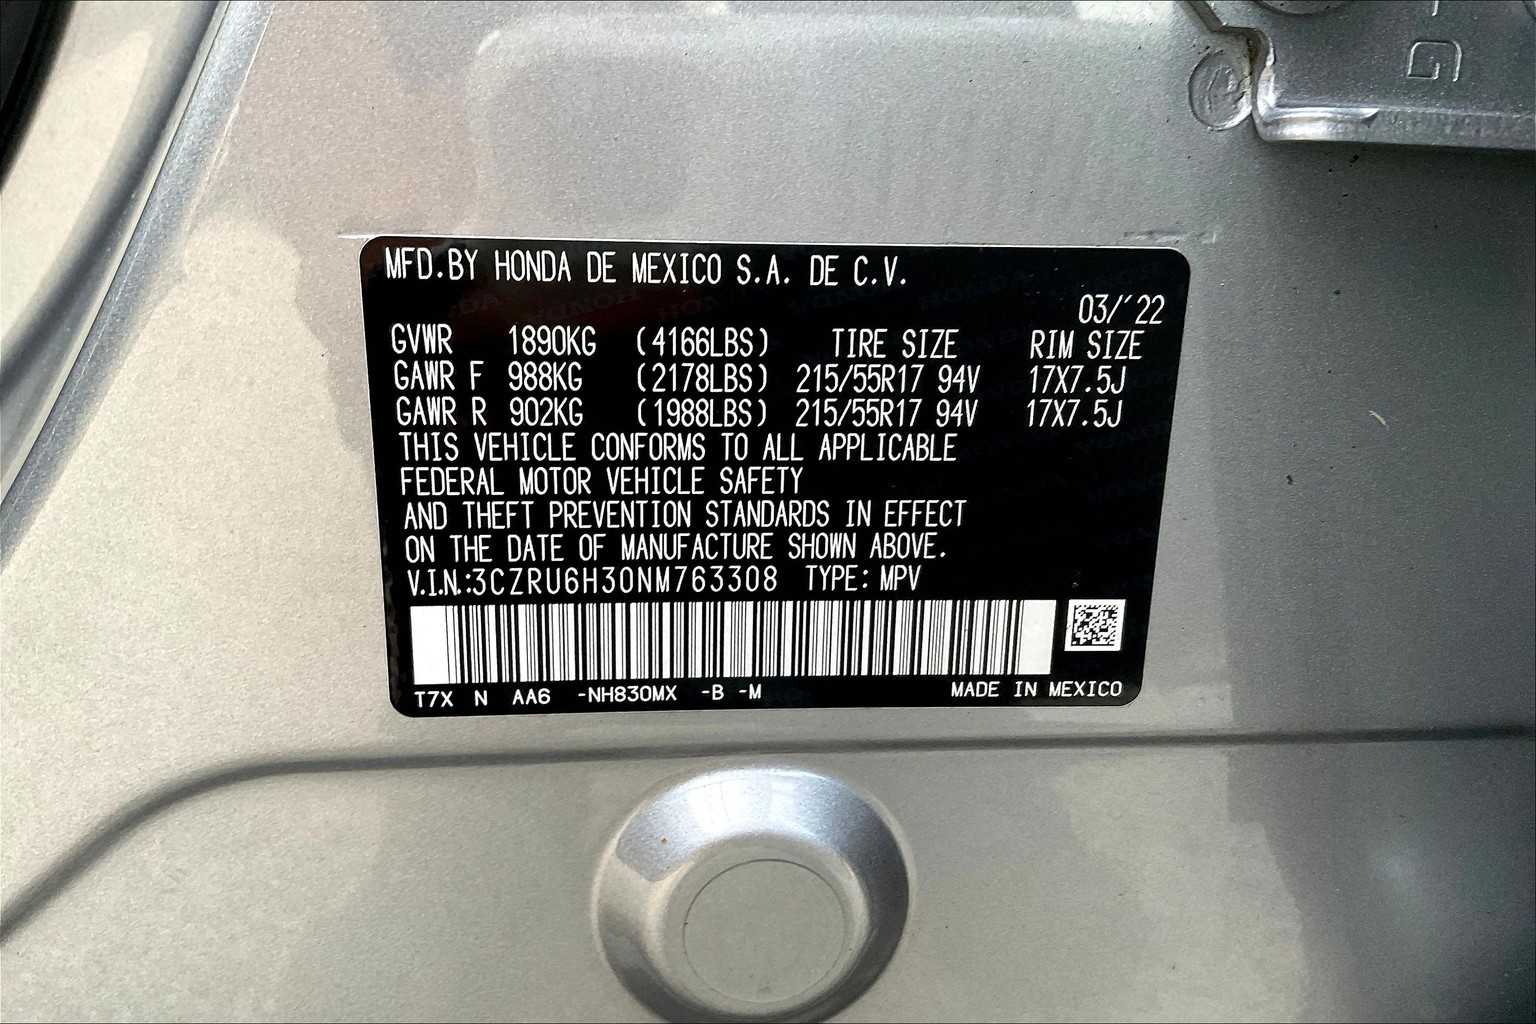 MFD.BY HONDA DE MEXICO S.A. DE C.V.
03/'22
GVWR 1890KG (4166LBS) TIRE SIZE RIM SIZE
GAWR F 988KG (2178LBS) 215/55R17 94V 17X7.5J
GAWR R 902KG (1988LBS) 215/55R17 94V 17X7.5J
THIS VEHICLE CONFORMS TO ALL APPLICABLE
FEDERAL MOTOR VEHICLE SAFETY
AND THEFT PREVENTION STANDARDS IN EFFECT
ON THE DATE OF MANUFACTURE SHOWN ABOVE.
V.I.N.:3CZRU6H30NM763308 TYPE: MPV
T7X N AA6 -NH830MX -B -M MADE IN MEXICO